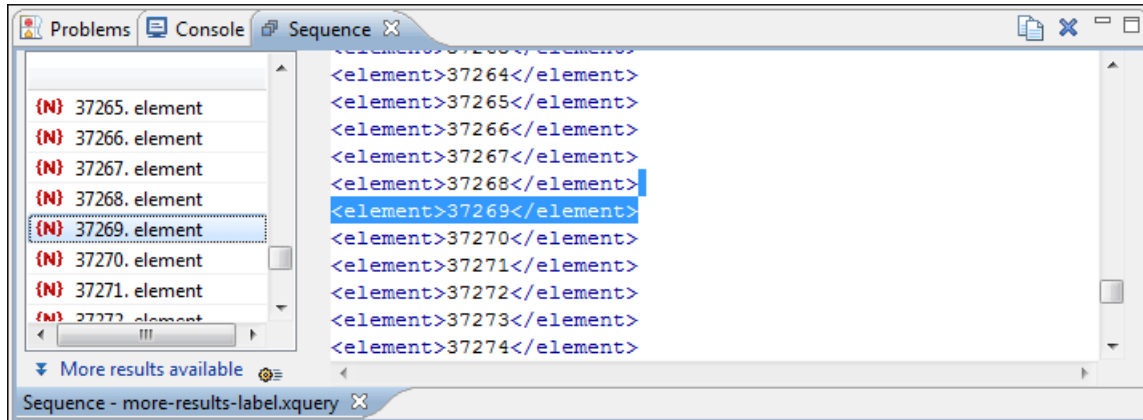 Problems Console Sequence
37265. element
37266. element
37267. element
37268. element
37269. element
37270. element
37271. element
37272. element
More results available
<element>37264</element>
<element>37265</element>
<element>37266</element>
<element>37267</element>
<element>37268</element>
<element>37269</element>
<element>37270</element>
<element>37271</element>
<element>37272</element>
<element>37273</element>
<element>37274</element>
Sequence - more-results-label.xquery